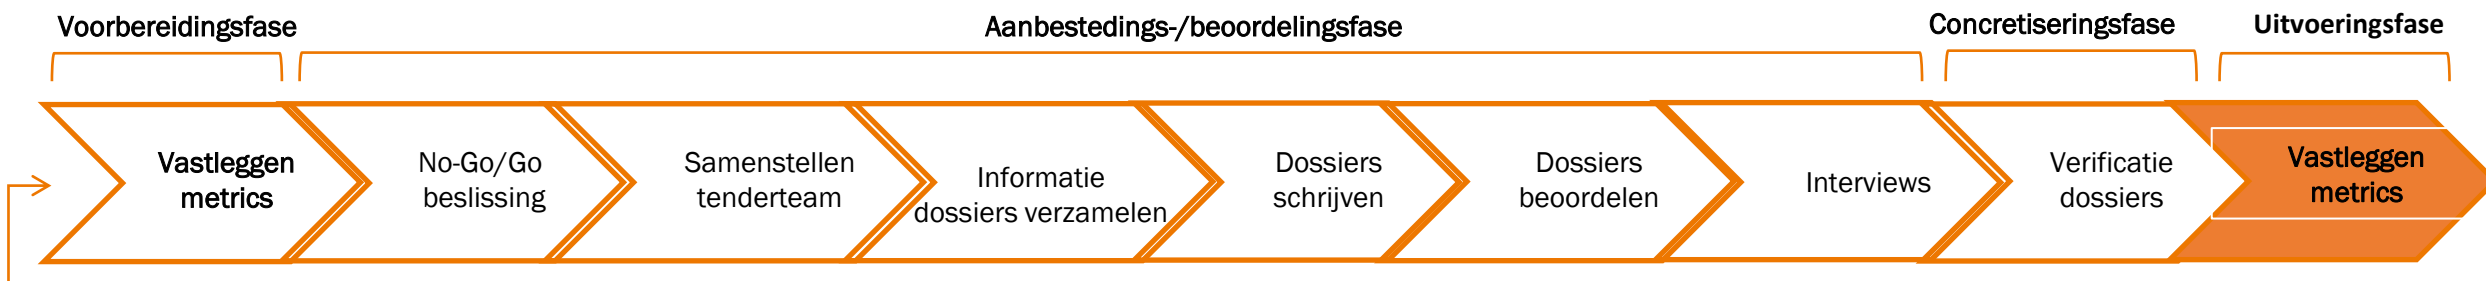 Voorbereidingsfase
Aanbestedings-/beoordelingsfase
Concretiseringsfase
Uitvoeringsfase
Vastleggen
metrics
No-Go/Go
beslissing
Samenstellen
tenderteam
Informatie
dossiers verzamelen
Dossiers
schrijven
Dossiers
beoordelen
Interviews
Verificatie
dossiers
Vastleggen
metrics